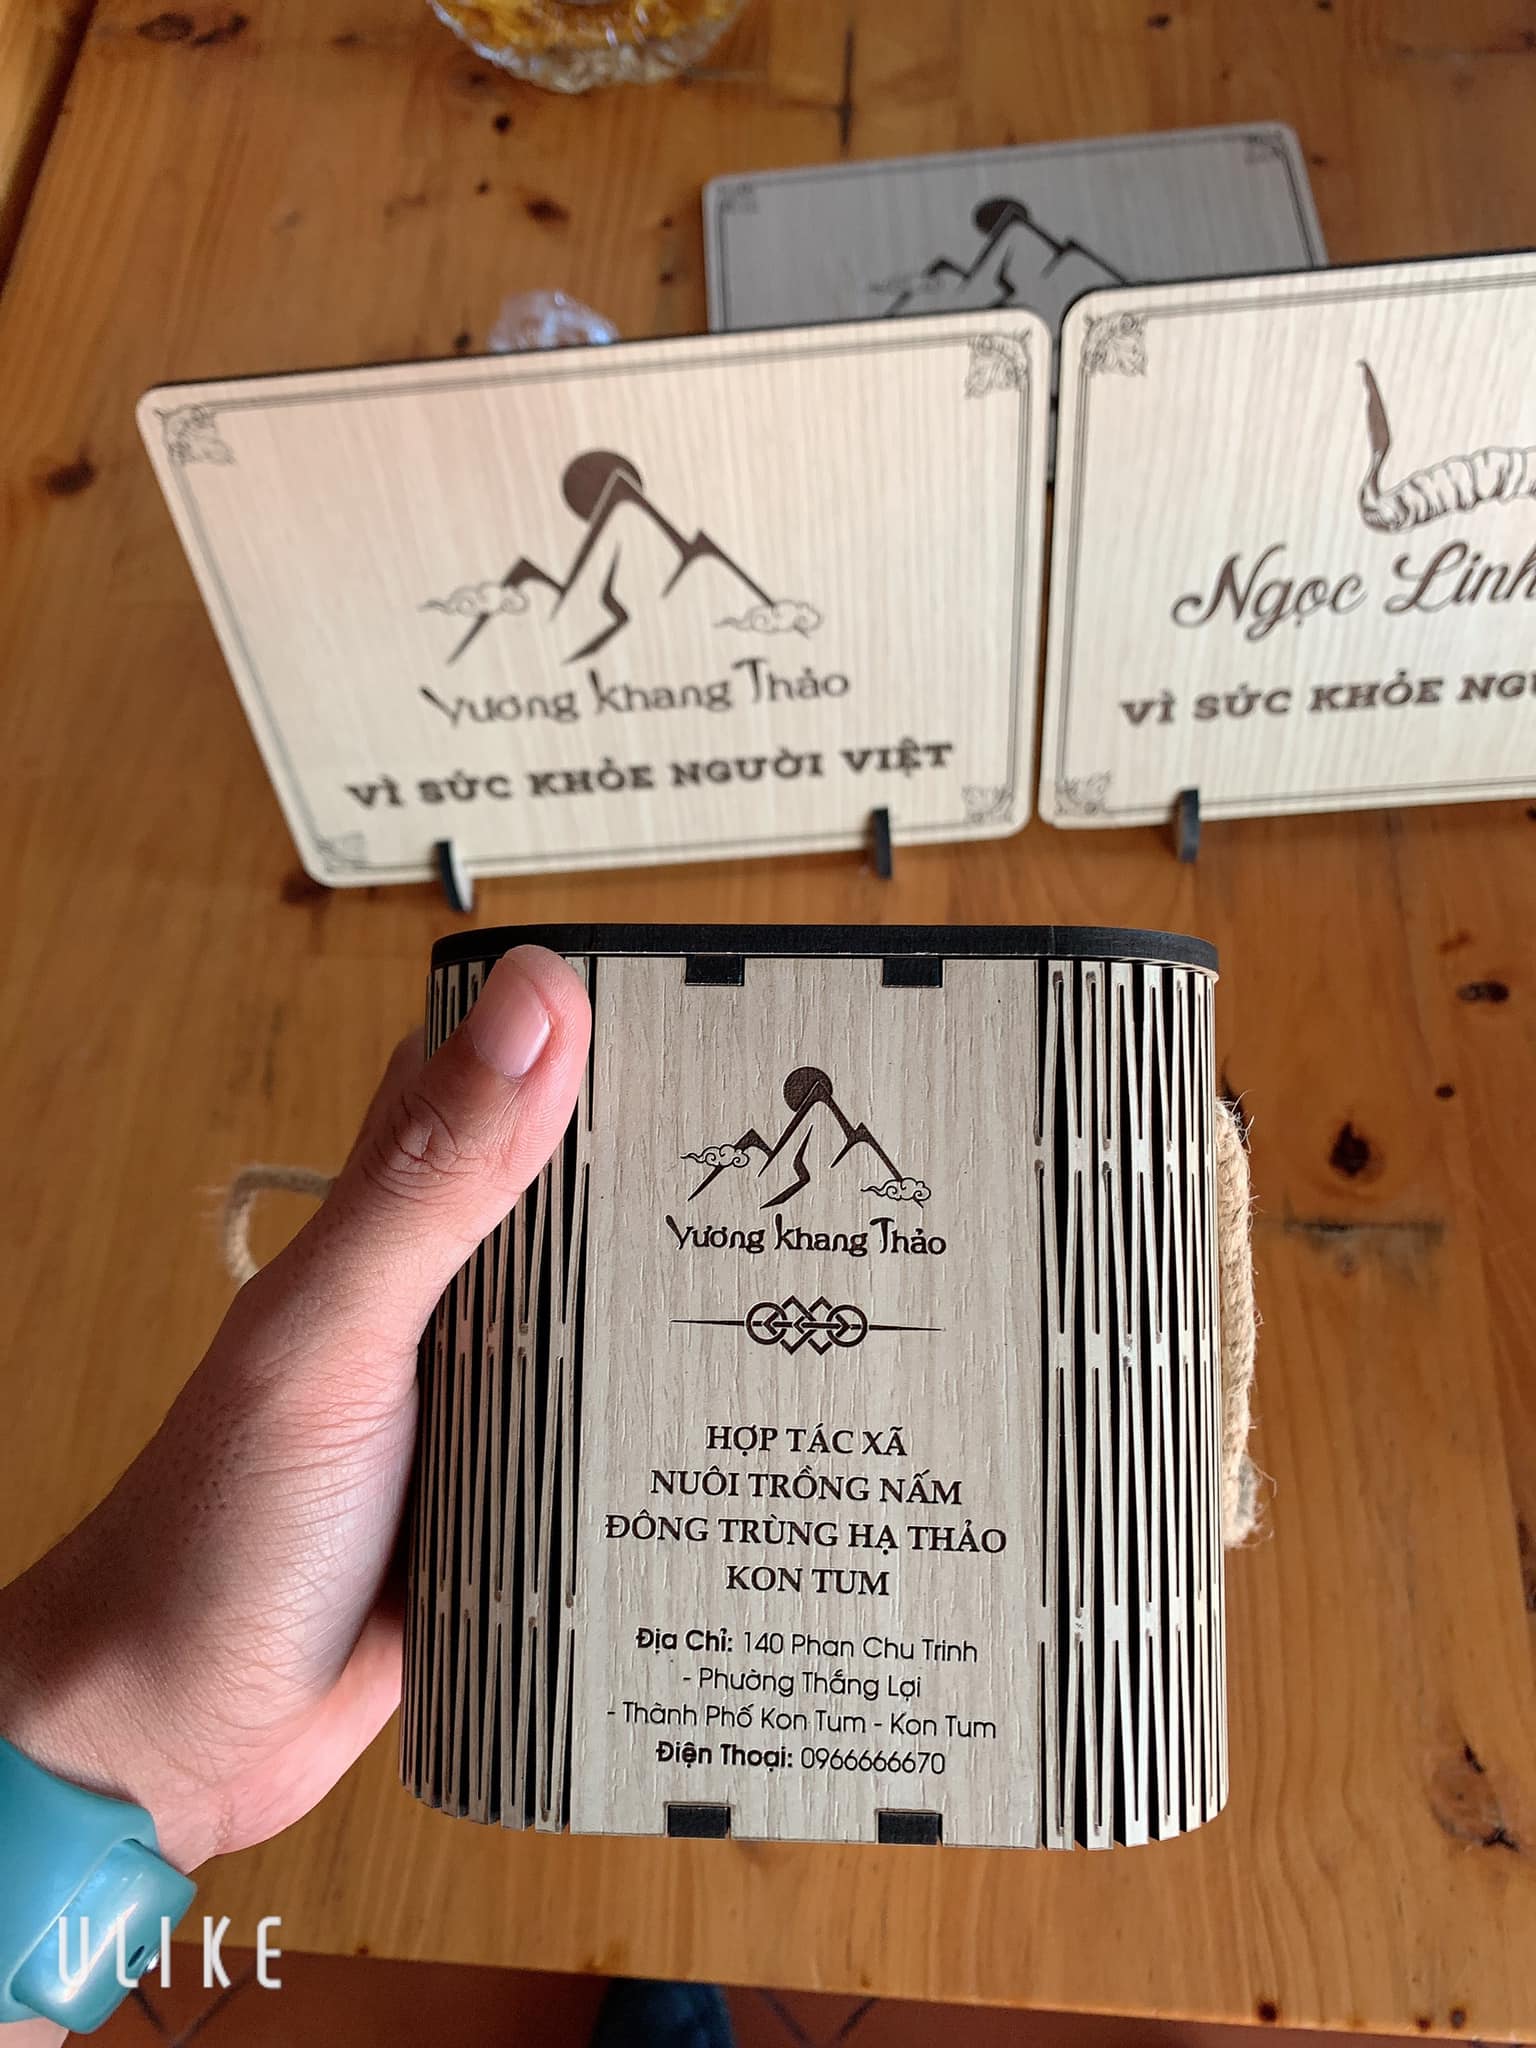 Vương Khang Thảo
VÌ SỨC KHỎE NGƯỜI VIỆT
Ngọc Linh
VÌ SỨC KHỎE
Vương Khang Thảo
HỢP TÁC XÃ
NUÔI TRỒNG NẤM
ĐÔNG TRÙNG HẠ THẢO
KON TUM
Địa Chỉ: 140 Phan Chu Trinh
- Phường Thắng Lợi
- Thành Phố Kon Tum - Kon Tum
Điện Thoại: 0966666670
ULIKE